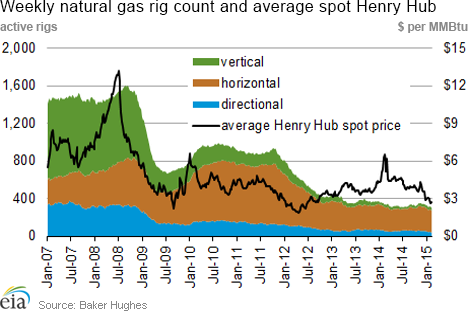 Weekly natural gas rig count and average spot Henry Hub
active rigs
$ per MMBtu
2,000
1,600
1,200
800
400
0
$15
$12
$9
$6
$3
$0
vertical
horizontal
directional
average Henry Hub spot price
Jan-07
Jul-07
Jan-08
Jul-08
Jan-09
Jul-09
Jan-10
Jul-10
Jan-11
Jul-11
Jan-12
Jul-12
Jan-13
Jul-13
Jan-14
Jul-14
Jan-15
eia
Source: Baker Hughes